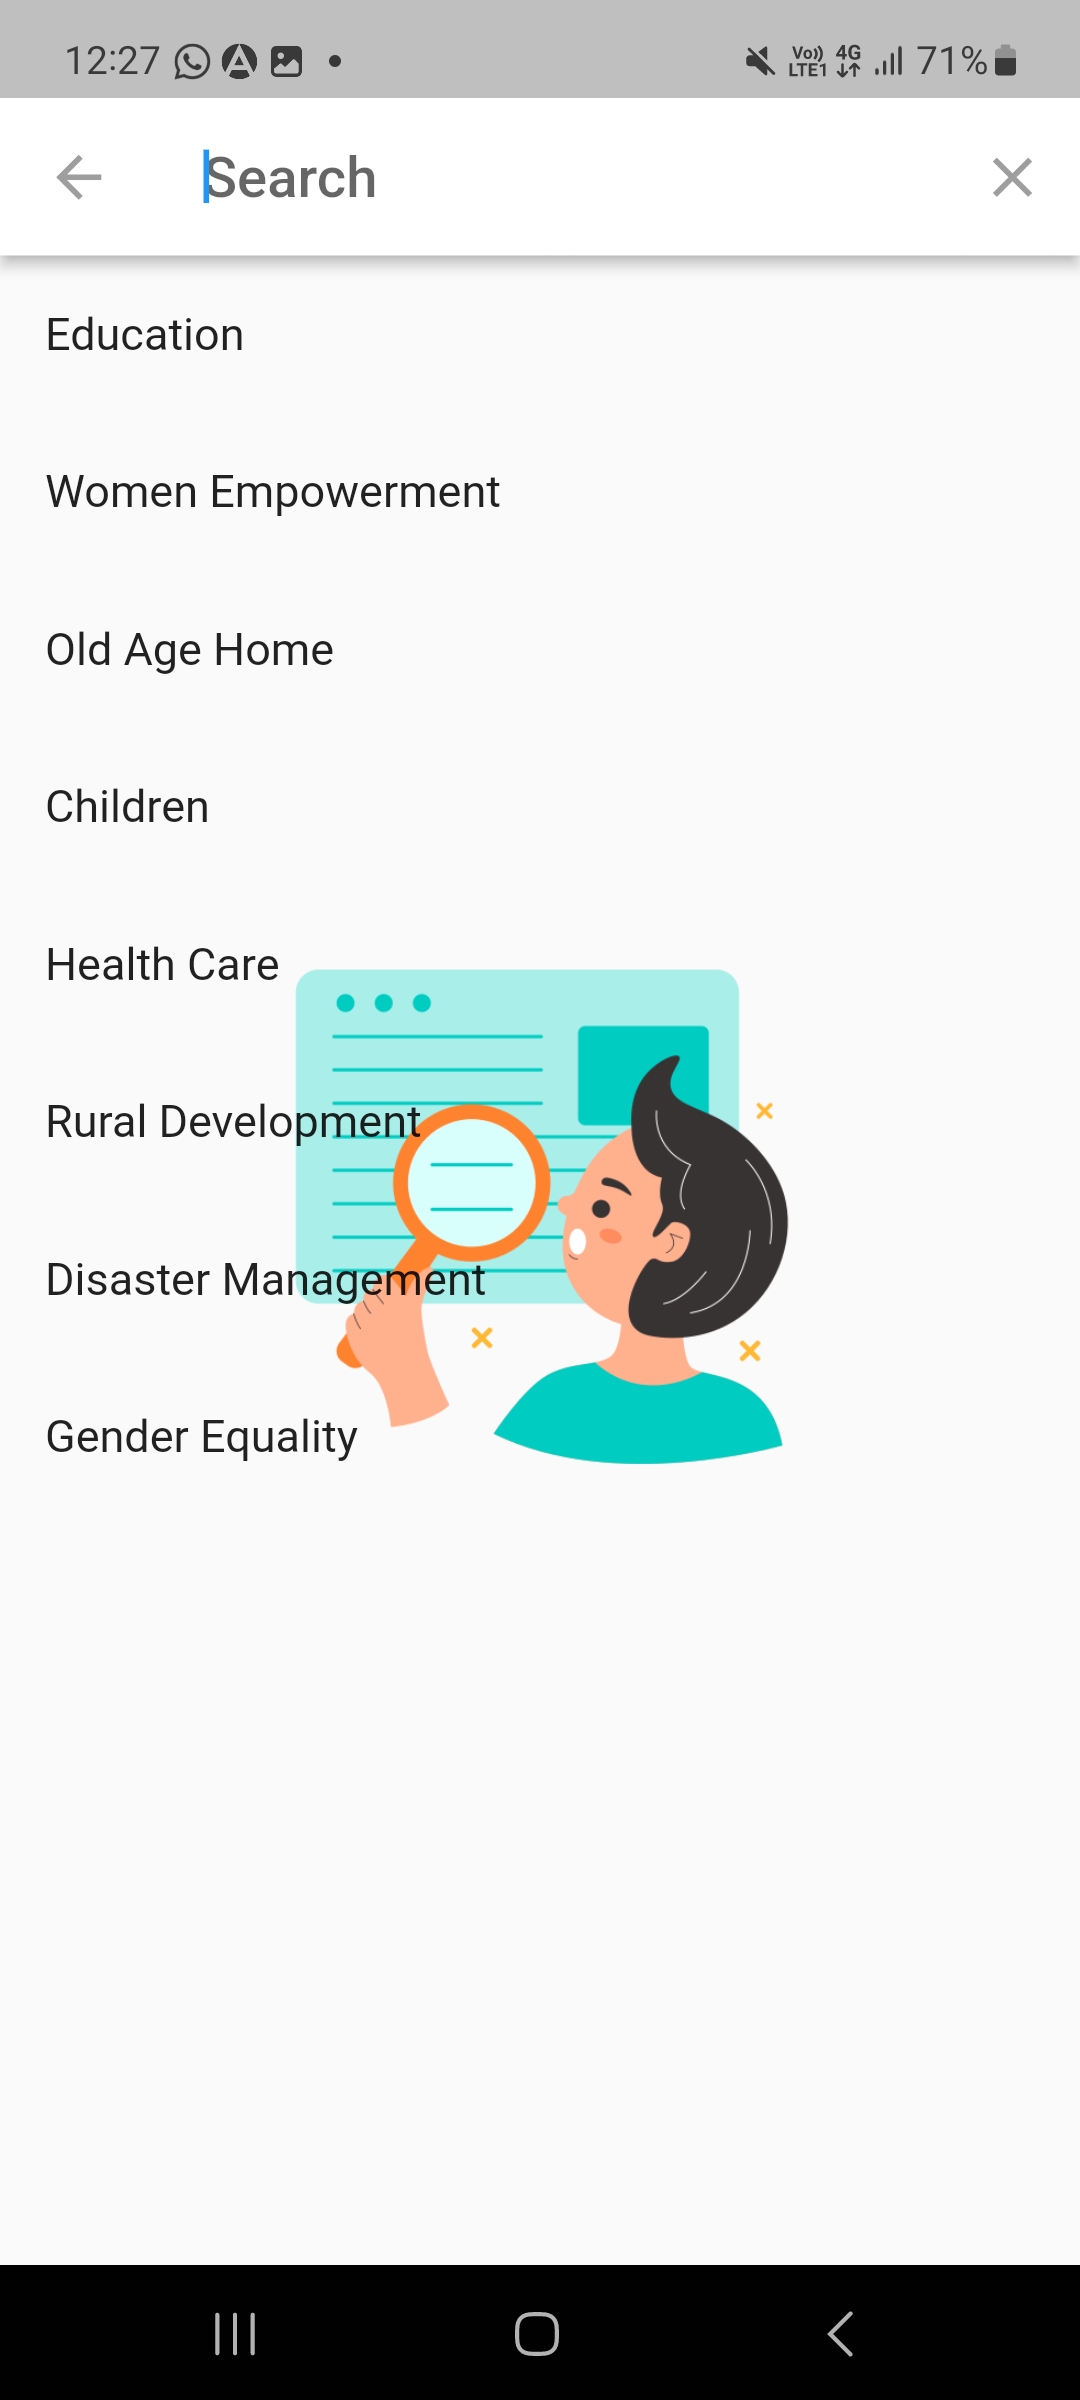 12:27 Vo)) LTE1 4G 71%
Search
Education
Women Empowerment
Old Age Home
Children
Health Care
Rural Development
Disaster Management
Gender Equality